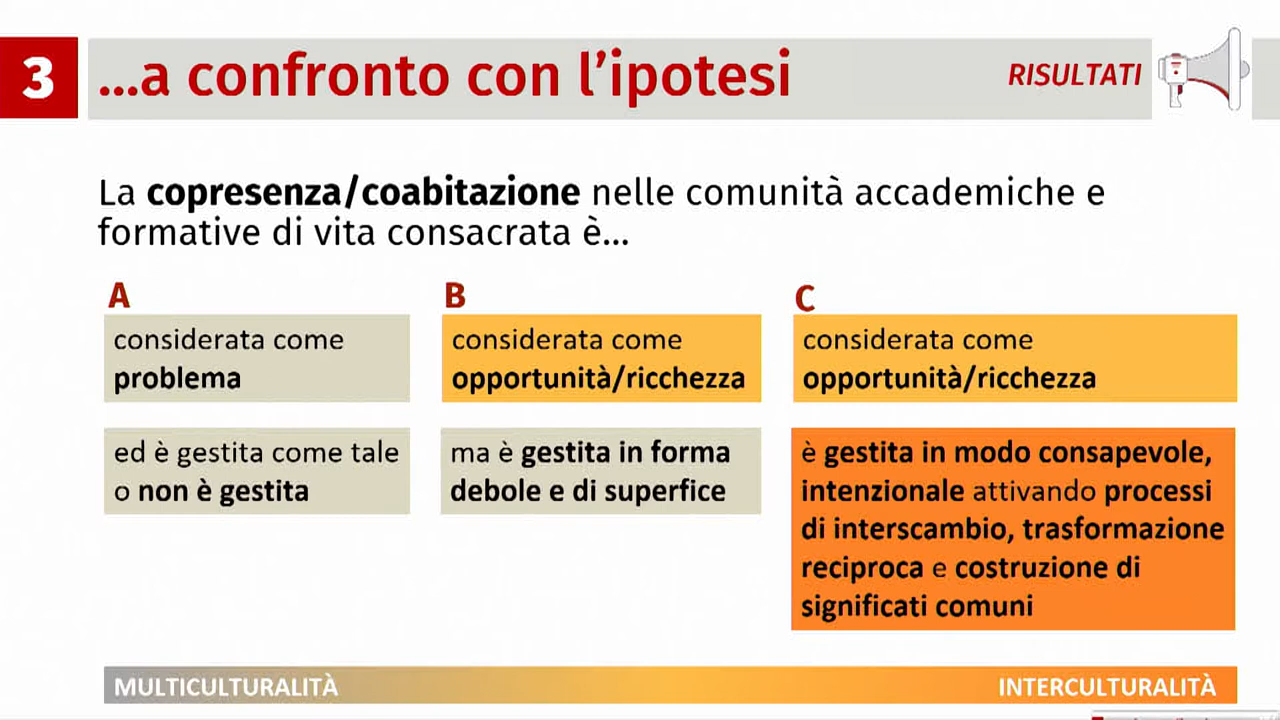 3
...a confronto con l’ipotesi
RISULTATI
La copresenza/coabitazione nelle comunità accademiche e
formative di vita consacrata è...
A
considerata come
problema
ed è gestita come tale
o non è gestita
B
considerata come
opportunità/ricchezza
ma è gestita in forma
debole e di superfice
C
considerata come
opportunità/ricchezza
è gestita in modo consapevole,
intenzionale attivando processi
di interscambio, trasformazione
reciproca e costruzione di
significati comuni
MULTICULTURALITÀ
INTERCULTURALITÀ